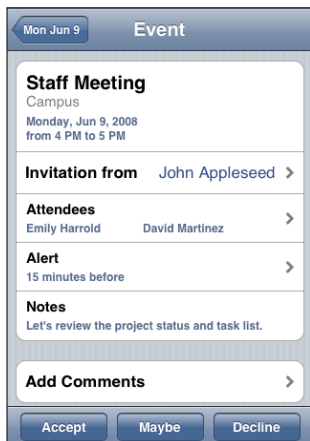 Mon Jun 9 Event
Staff Meeting
Campus
Monday, Jun 9, 2008
from 4 PM to 5 PM
Invitation from John Appleseed
Attendees
Emily Harrold David Martinez
Alert
15 minutes before
Notes
Let's review the project status and task list.
Add Comments
Accept Maybe Decline